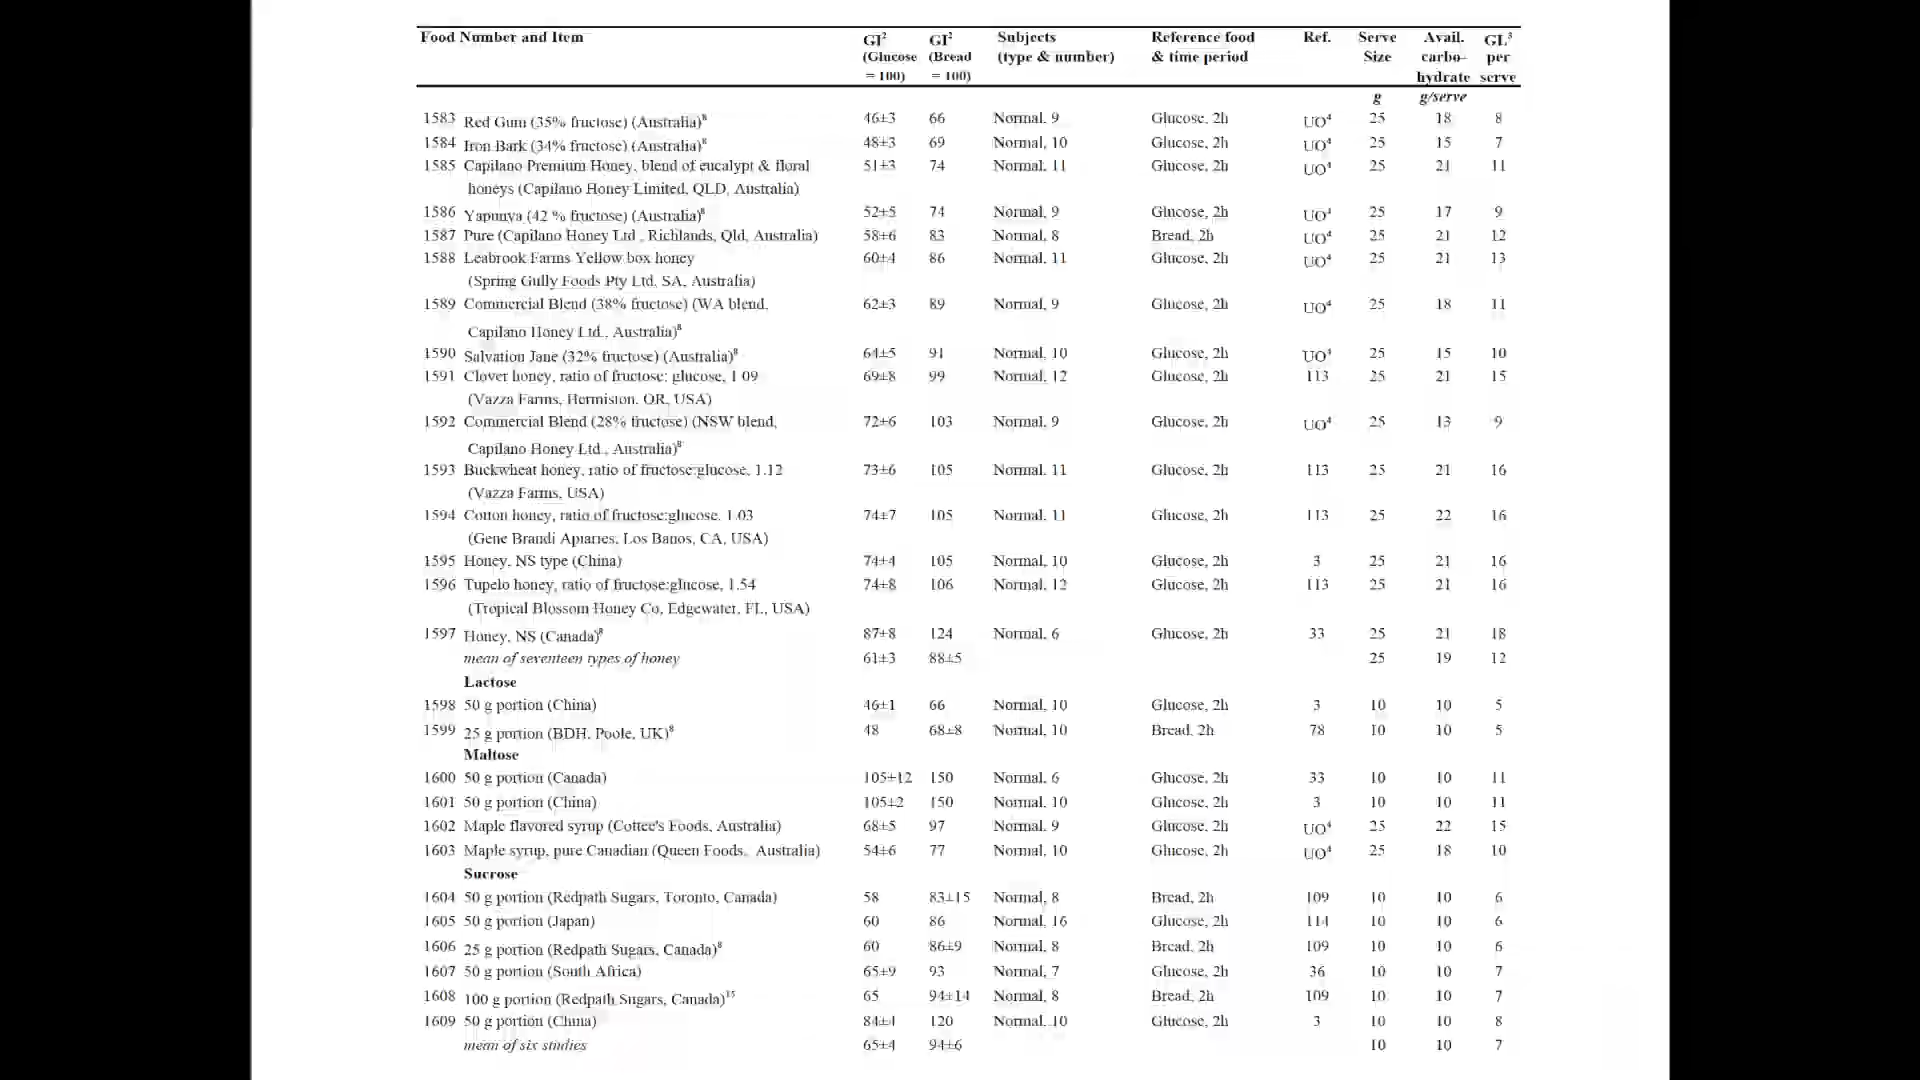 Food Number and Item GI² GI² Subjects Reference food Ref. Serve Avail. GL³
(Glucose (Bread (type & number) & time period Size carbo– per
= 100) = 100) hydrate serve
g g/serve
1583 Red Gum (35% fructose) (Australia)⁸ 46±3 66 Normal, 9 Glucose, 2h UO⁴ 25 18 8
1584 Iron Bark (34% fructose) (Australia)⁸ 48±3 69 Normal, 10 Glucose, 2h UO⁴ 25 15 7
1585 Capilano Premium Honey, blend of eucalypt & floral 51±3 74 Normal, 11 Glucose, 2h UO⁴ 25 21 11
honeys (Capilano Honey Limited, QLD, Australia)
1586 Yapunya (42 % fructose) (Australia)⁸ 52±5 74 Normal, 9 Glucose, 2h UO⁴ 25 17 9
1587 Pure (Capilano Honey Ltd., Richlands, Qld, Australia) 58±6 83 Normal, 8 Bread, 2h UO⁴ 25 21 12
1588 Leabrook Farms Yellow box honey 60±4 86 Normal, 11 Glucose, 2h UO⁴ 25 21 13
(Spring Gully Foods Pty Ltd, SA, Australia)
1589 Commercial Blend (38% fructose) (WA blend, 62±3 89 Normal, 9 Glucose, 2h UO⁴ 25 18 11
Capilano Honey Ltd., Australia)⁸
1590 Salvation Jane (32% fructose) (Australia)⁸ 64±5 91 Normal, 10 Glucose, 2h UO⁴ 25 15 10
1591 Clover honey, ratio of fructose: glucose, 1.09 69±8 99 Normal, 12 Glucose, 2h 113 25 21 15
(Vazza Farms, Hermiston, OR, USA)
1592 Commercial Blend (28% fructose) (NSW blend, 72±6 103 Normal, 9 Glucose, 2h UO⁴ 25 13 9
Capilano Honey Ltd., Australia)⁸
1593 Buckwheat honey, ratio of fructose:glucose, 1.12 73±6 105 Normal, 11 Glucose, 2h 113 25 21 16
(Vazza Farms, USA)
1594 Cotton honey, ratio of fructose:glucose, 1.03 74±7 105 Normal, 11 Glucose, 2h 113 25 22 16
(Gene Brandi Apiaries, Los Banos, CA, USA)
1595 Honey, NS type (China) 74±4 105 Normal, 10 Glucose, 2h 3 25 21 16
1596 Tupelo honey, ratio of fructose:glucose, 1.54 74±8 106 Normal, 12 Glucose, 2h 113 25 21 16
(Tropical Blossom Honey Co, Edgewater, FL, USA)
1597 Honey, NS (Canada)⁸ 87±8 124 Normal, 6 Glucose, 2h 33 25 21 18
mean of seventeen types of honey 61±3 88±5 25 19 12
Lactose
1598 50 g portion (China) 46±1 66 Normal, 10 Glucose, 2h 3 10 10 5
1599 25 g portion (BDH, Poole, UK)⁸ 48 68±8 Normal, 10 Bread, 2h 78 10 10 5
Maltose
1600 50 g portion (Canada) 105±12 150 Normal, 6 Glucose, 2h 33 10 10 11
1601 50 g portion (China) 105±2 150 Normal, 10 Glucose, 2h 3 10 10 11
1602 Maple flavored syrup (Cottee's Foods, Australia) 68±5 97 Normal, 9 Glucose, 2h UO⁴ 25 22 15
1603 Maple syrup, pure Canadian (Queen Foods, Australia) 54±6 77 Normal, 10 Glucose, 2h UO⁴ 25 18 10
Sucrose
1604 50 g portion (Redpath Sugars, Toronto, Canada) 58 83±15 Normal, 8 Bread, 2h 109 10 10 6
1605 50 g portion (Japan) 60 86 Normal, 16 Glucose, 2h 114 10 10 6
1606 25 g portion (Redpath Sugars, Canada)⁸ 60 86±9 Normal, 8 Bread, 2h 109 10 10 6
1607 50 g portion (South Africa) 65±9 93 Normal, 7 Glucose, 2h 36 10 10 7
1608 100 g portion (Redpath Sugars, Canada)¹⁵ 65 94±14 Normal, 8 Bread, 2h 109 10 10 7
1609 50 g portion (China) 84±4 120 Normal, 10 Glucose, 2h 3 10 10 8
mean of six studies 65±4 94±6 10 10 7